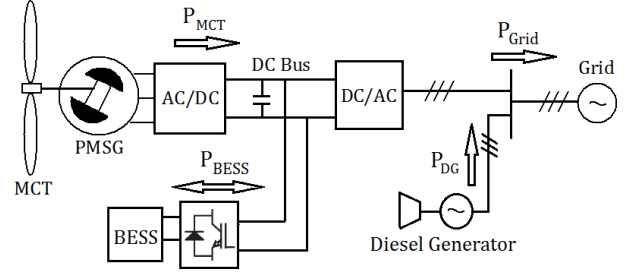 P_MCT
P_Grid
DC Bus
Grid
AC/DC
DC/AC
PMSG
P_BESS
P_DG
MCT
BESS
Diesel Generator